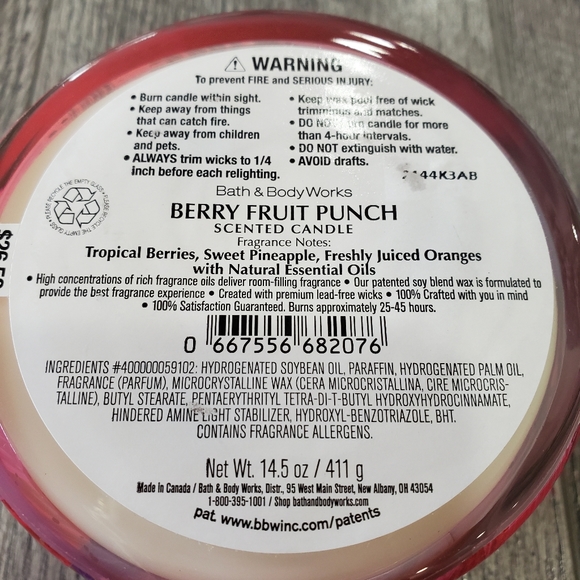 ⚠ WARNING
To prevent FIRE and SERIOUS INJURY:
• Burn candle within sight.
• Keep away from things
that can catch fire.
• Keep away from children
and pets.
• ALWAYS trim wicks to 1/4
inch before each relighting.
• Keep wax pool free of wick
trimmings and matches.
• DO NOT burn candle for more
than 4-hour intervals.
• DO NOT extinguish with water.
• AVOID drafts.
144K3AB
PLEASE RECYCLE THE EMPTY GLASS
Bath & Body Works
BERRY FRUIT PUNCH
SCENTED CANDLE
Fragrance Notes:
Tropical Berries, Sweet Pineapple, Freshly Juiced Oranges
with Natural Essential Oils
• High concentrations of rich fragrance oils deliver room-filling fragrance • Our patented soy blend wax is formulated to
provide the best fragrance experience • Created with premium lead-free wicks • 100% Crafted with you in mind
• 100% Satisfaction Guaranteed. Burns approximately 25-45 hours.
0 667556 682076
INGREDIENTS #400000059102: HYDROGENATED SOYBEAN OIL, PARAFFIN, HYDROGENATED PALM OIL,
FRAGRANCE (PARFUM), MICROCRYSTALLINE WAX (CERA MICROCRISTALLINA, CIRE MICROCRIS-
TALLINE), BUTYL STEARATE, PENTAERYTHRITYL TETRA-DI-T-BUTYL HYDROXYHYDROCINNAMATE,
HINDERED AMINE LIGHT STABILIZER, HYDROXYL-BENZOTRIAZOLE, BHT.
CONTAINS FRAGRANCE ALLERGENS.
Net Wt. 14.5 oz / 411 g
Made in Canada / Bath & Body Works, Distr., 95 West Main Street, New Albany, OH 43054
1-800-395-1001 / Shop bathandbodyworks.com
pat. www.bbwinc.com/patents